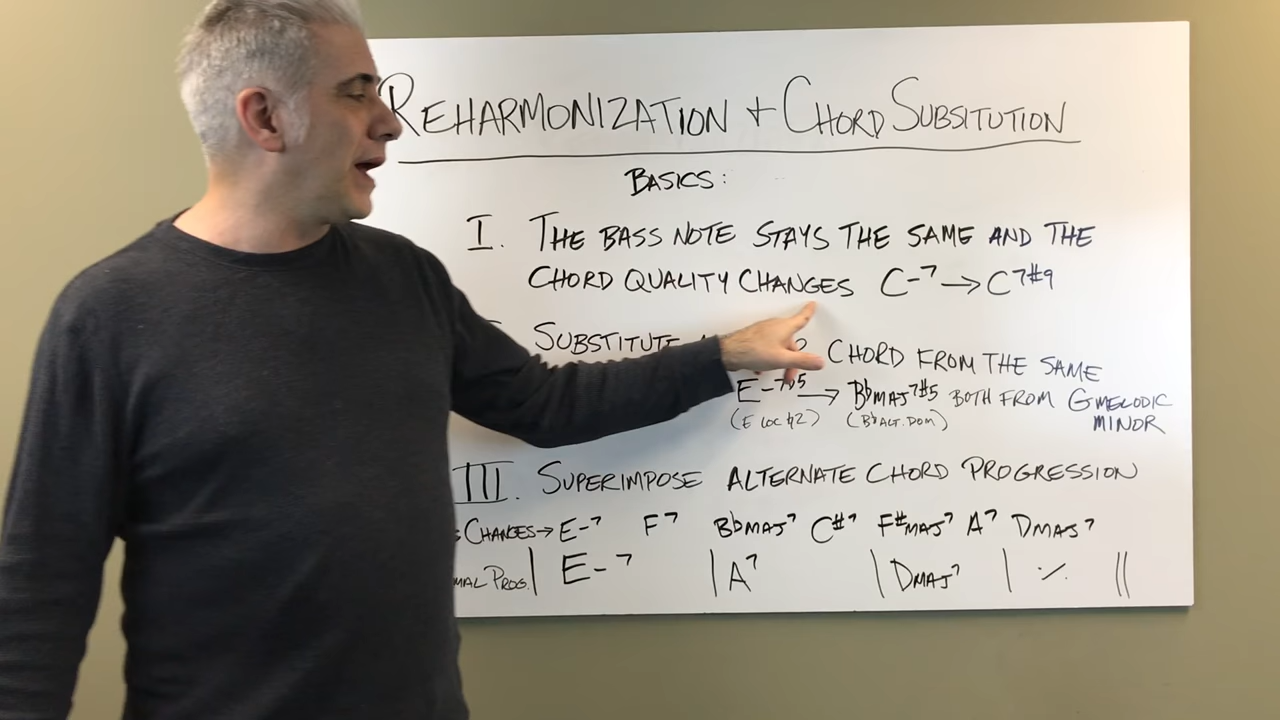 REHARMONIZATION + CHORD SUBSITUTION
BASICS:
I. THE BASS NOTE STAYS THE SAME AND THE
CHORD QUALITY CHANGES C-7 → C7#9
SUBSTITUTE CHORD FROM THE SAME
E-7b5 → BbMAJ7#5 BOTH FROM G MELODIC
(E LOC ♮2) (Bb ALT. DOM) MINOR
III. SUPERIMPOSE ALTERNATE CHORD PROGRESSION
CHANGES → E-7 F7 BbMAJ7 C#7 F#MAJ7 A7 DMAJ7
PROG. | E-7 | A7 | DMAJ7 | ٪ ||